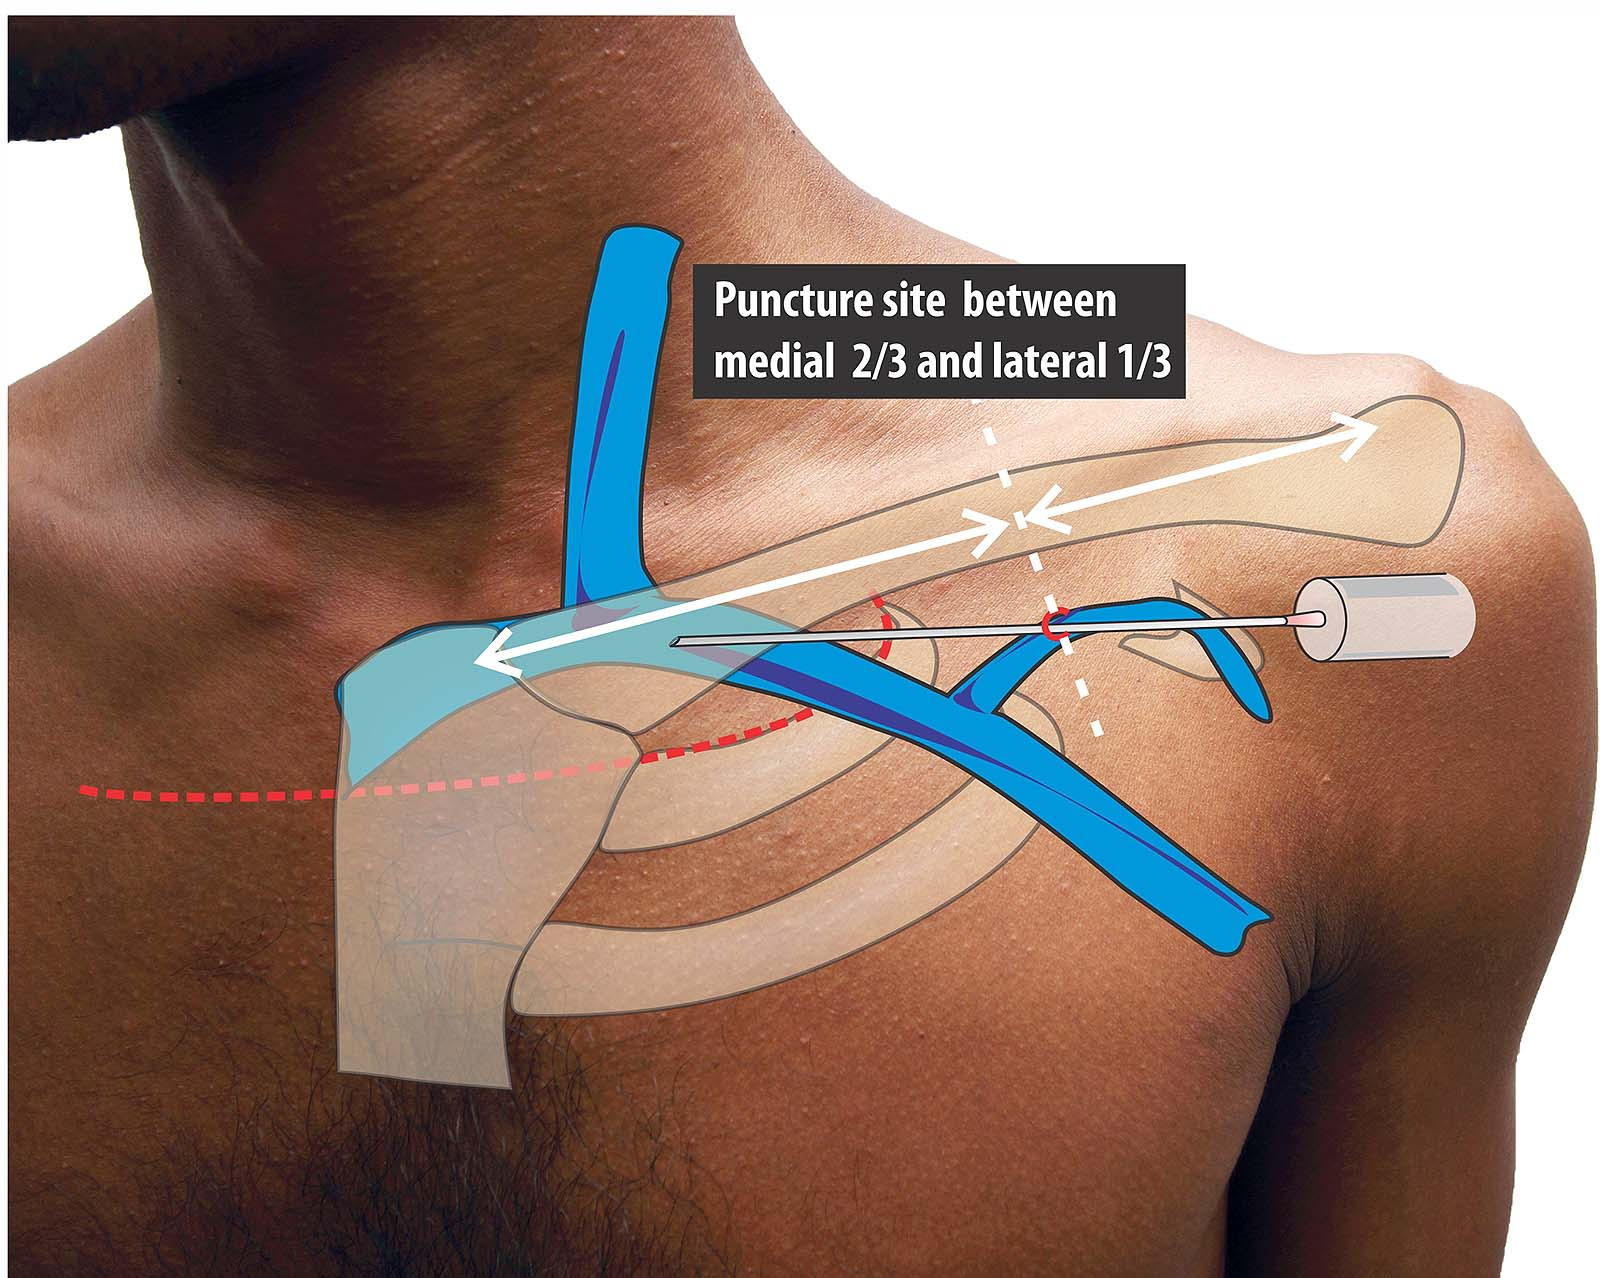 Puncture site between
medial 2/3 and lateral 1/3